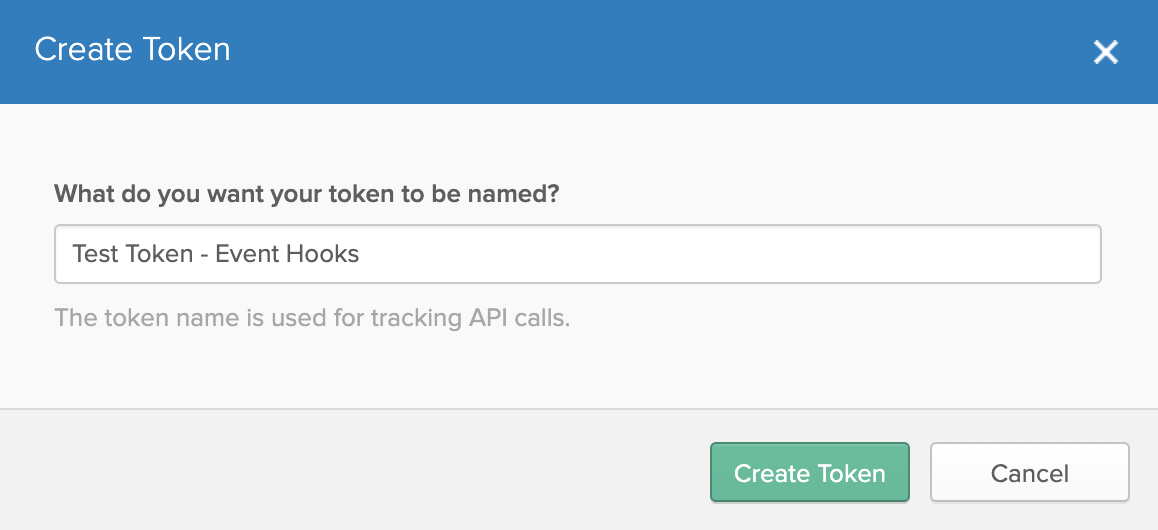 Create Token
What do you want your token to be named?
Test Token - Event Hooks
The token name is used for tracking API calls.
Create Token
Cancel